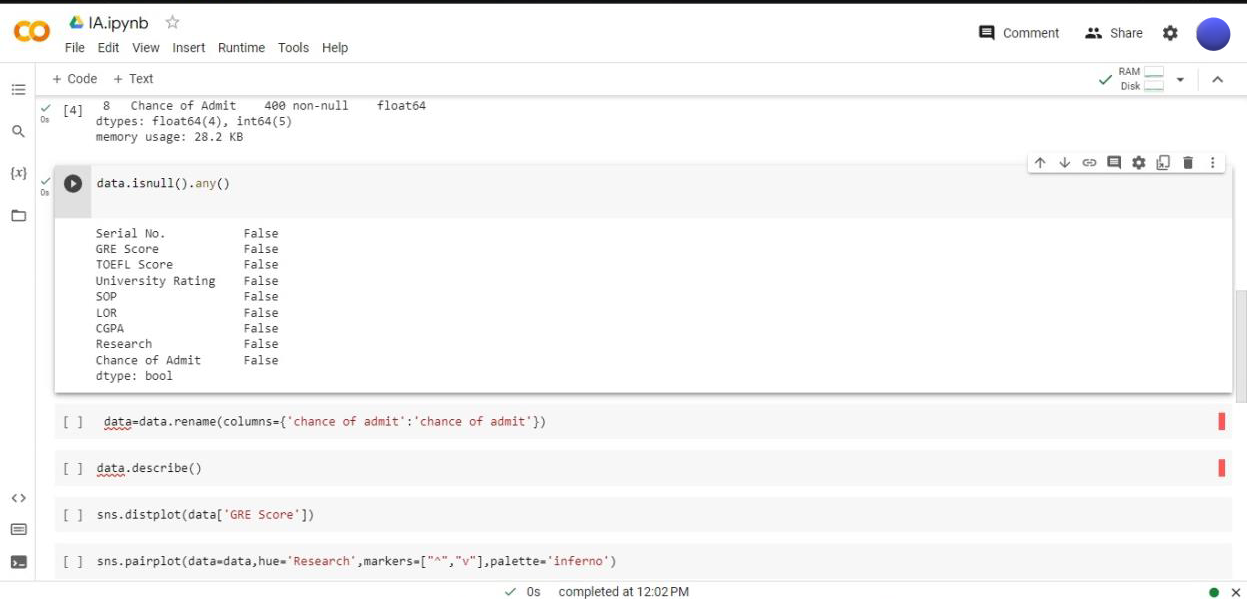 IA.ipynb
File Edit View Insert Runtime Tools Help
Comment Share
+ Code + Text
RAM
Disk
0s
[4] 8 Chance of Admit 400 non-null float64
dtypes: float64(4), int64(5)
memory usage: 28.2 KB
{x}
0s
data.isnull().any()
Serial No. False
GRE Score False
TOEFL Score False
University Rating False
SOP False
LOR False
CGPA False
Research False
Chance of Admit False
dtype: bool
[ ] data=data.rename(columns={'chance of admit':'chance of admit'})
[ ] data.describe()
[ ] sns.distplot(data['GRE Score'])
[ ] sns.pairplot(data=data,hue='Research',markers=["^","v"],palette='inferno')
0s completed at 12:02 PM